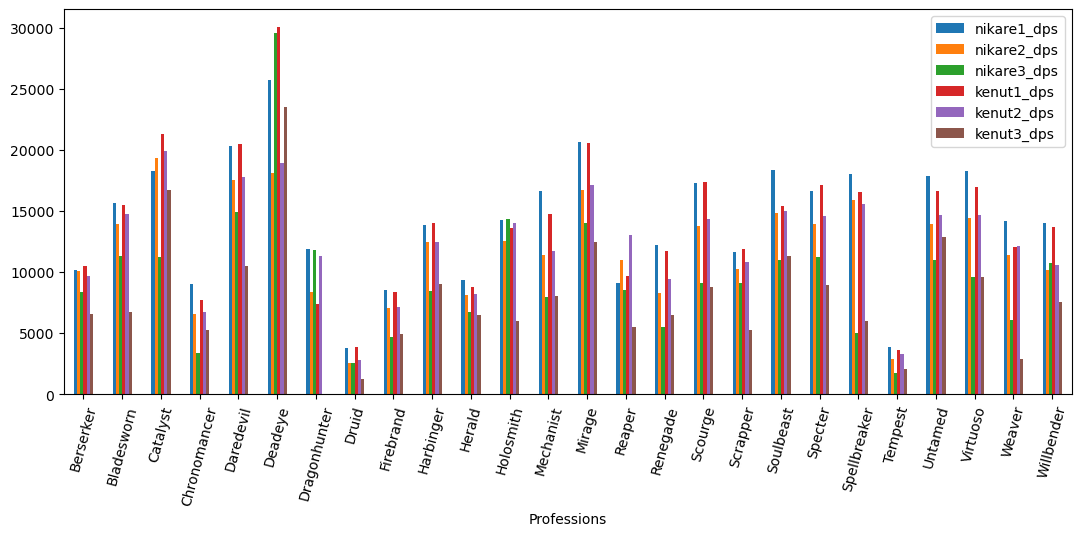 30000
25000
20000
15000
10000
5000
0
nikare1_dps
nikare2_dps
nikare3_dps
kenut1_dps
kenut2_dps
kenut3_dps
Berserker
Bladesworn
Catalyst
Chronomancer
Daredevil
Deadeye
Dragonhunter
Druid
Firebrand
Harbinger
Herald
Holosmith
Mechanist
Mirage
Reaper
Renegade
Scourge
Scrapper
Soulbeast
Specter
Spellbreaker
Tempest
Untamed
Virtuoso
Weaver
Willbender
Professions